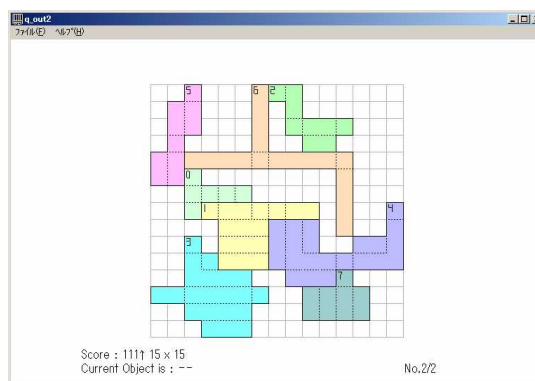 q_out2
ファイル(F) ヘルプ(H)
5 6 2
0
1 4
3
7
Score : 111↑ 15 x 15
Current Object is : --
No.2/2